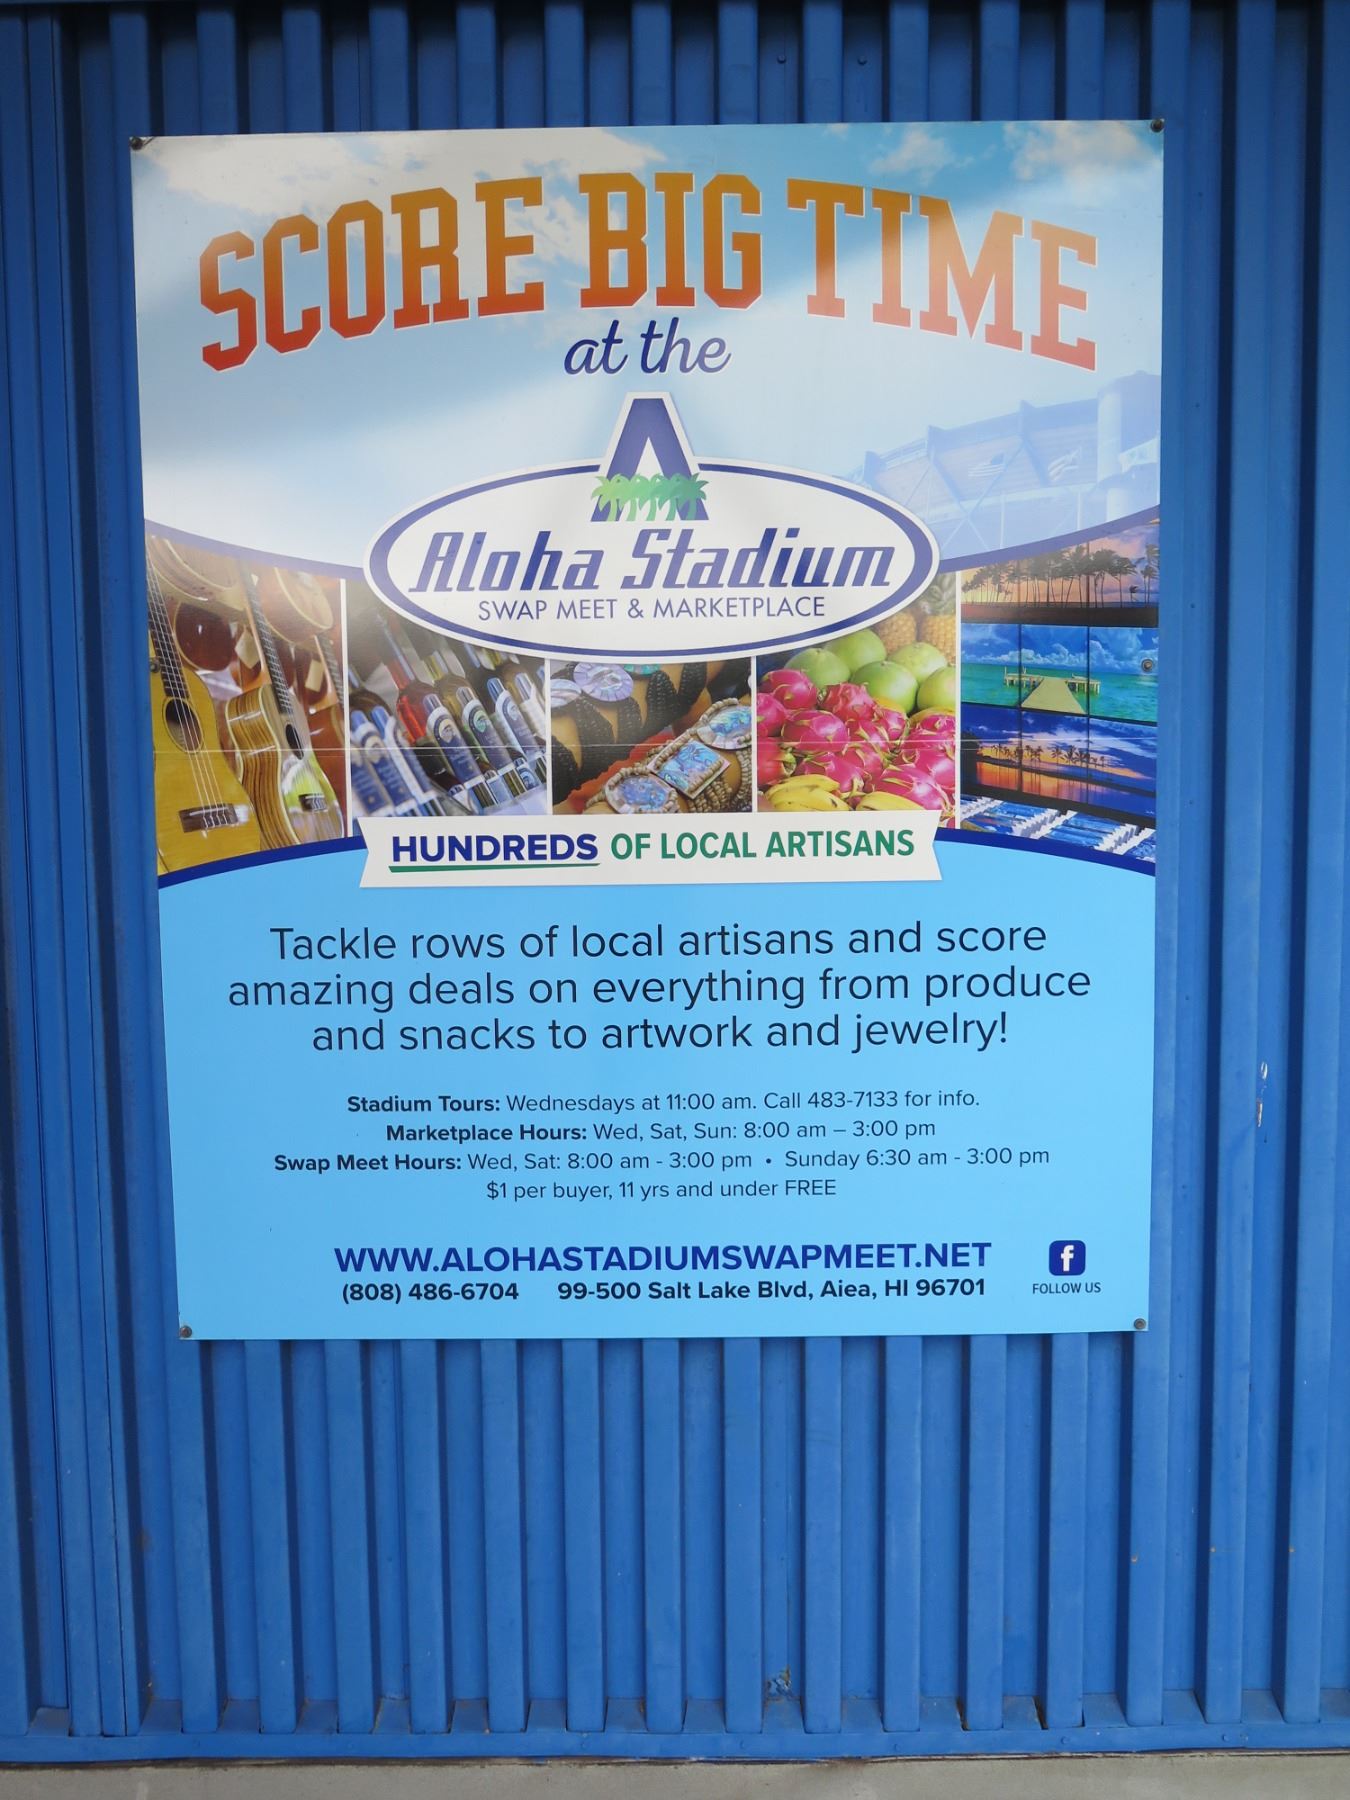 SCORE BIG TIME
at the
A
Aloha Stadium
SWAP MEET & MARKETPLACE
HUNDREDS OF LOCAL ARTISANS
Tackle rows of local artisans and score
amazing deals on everything from produce
and snacks to artwork and jewelry!
Stadium Tours: Wednesdays at 11:00 am. Call 483-7133 for info.
Marketplace Hours: Wed, Sat, Sun: 8:00 am – 3:00 pm
Swap Meet Hours: Wed, Sat: 8:00 am - 3:00 pm • Sunday 6:30 am - 3:00 pm
$1 per buyer, 11 yrs and under FREE
WWW.ALOHASTADIUMSWAPMEET.NET
f
(808) 486-6704 99-500 Salt Lake Blvd, Aiea, HI 96701
FOLLOW US